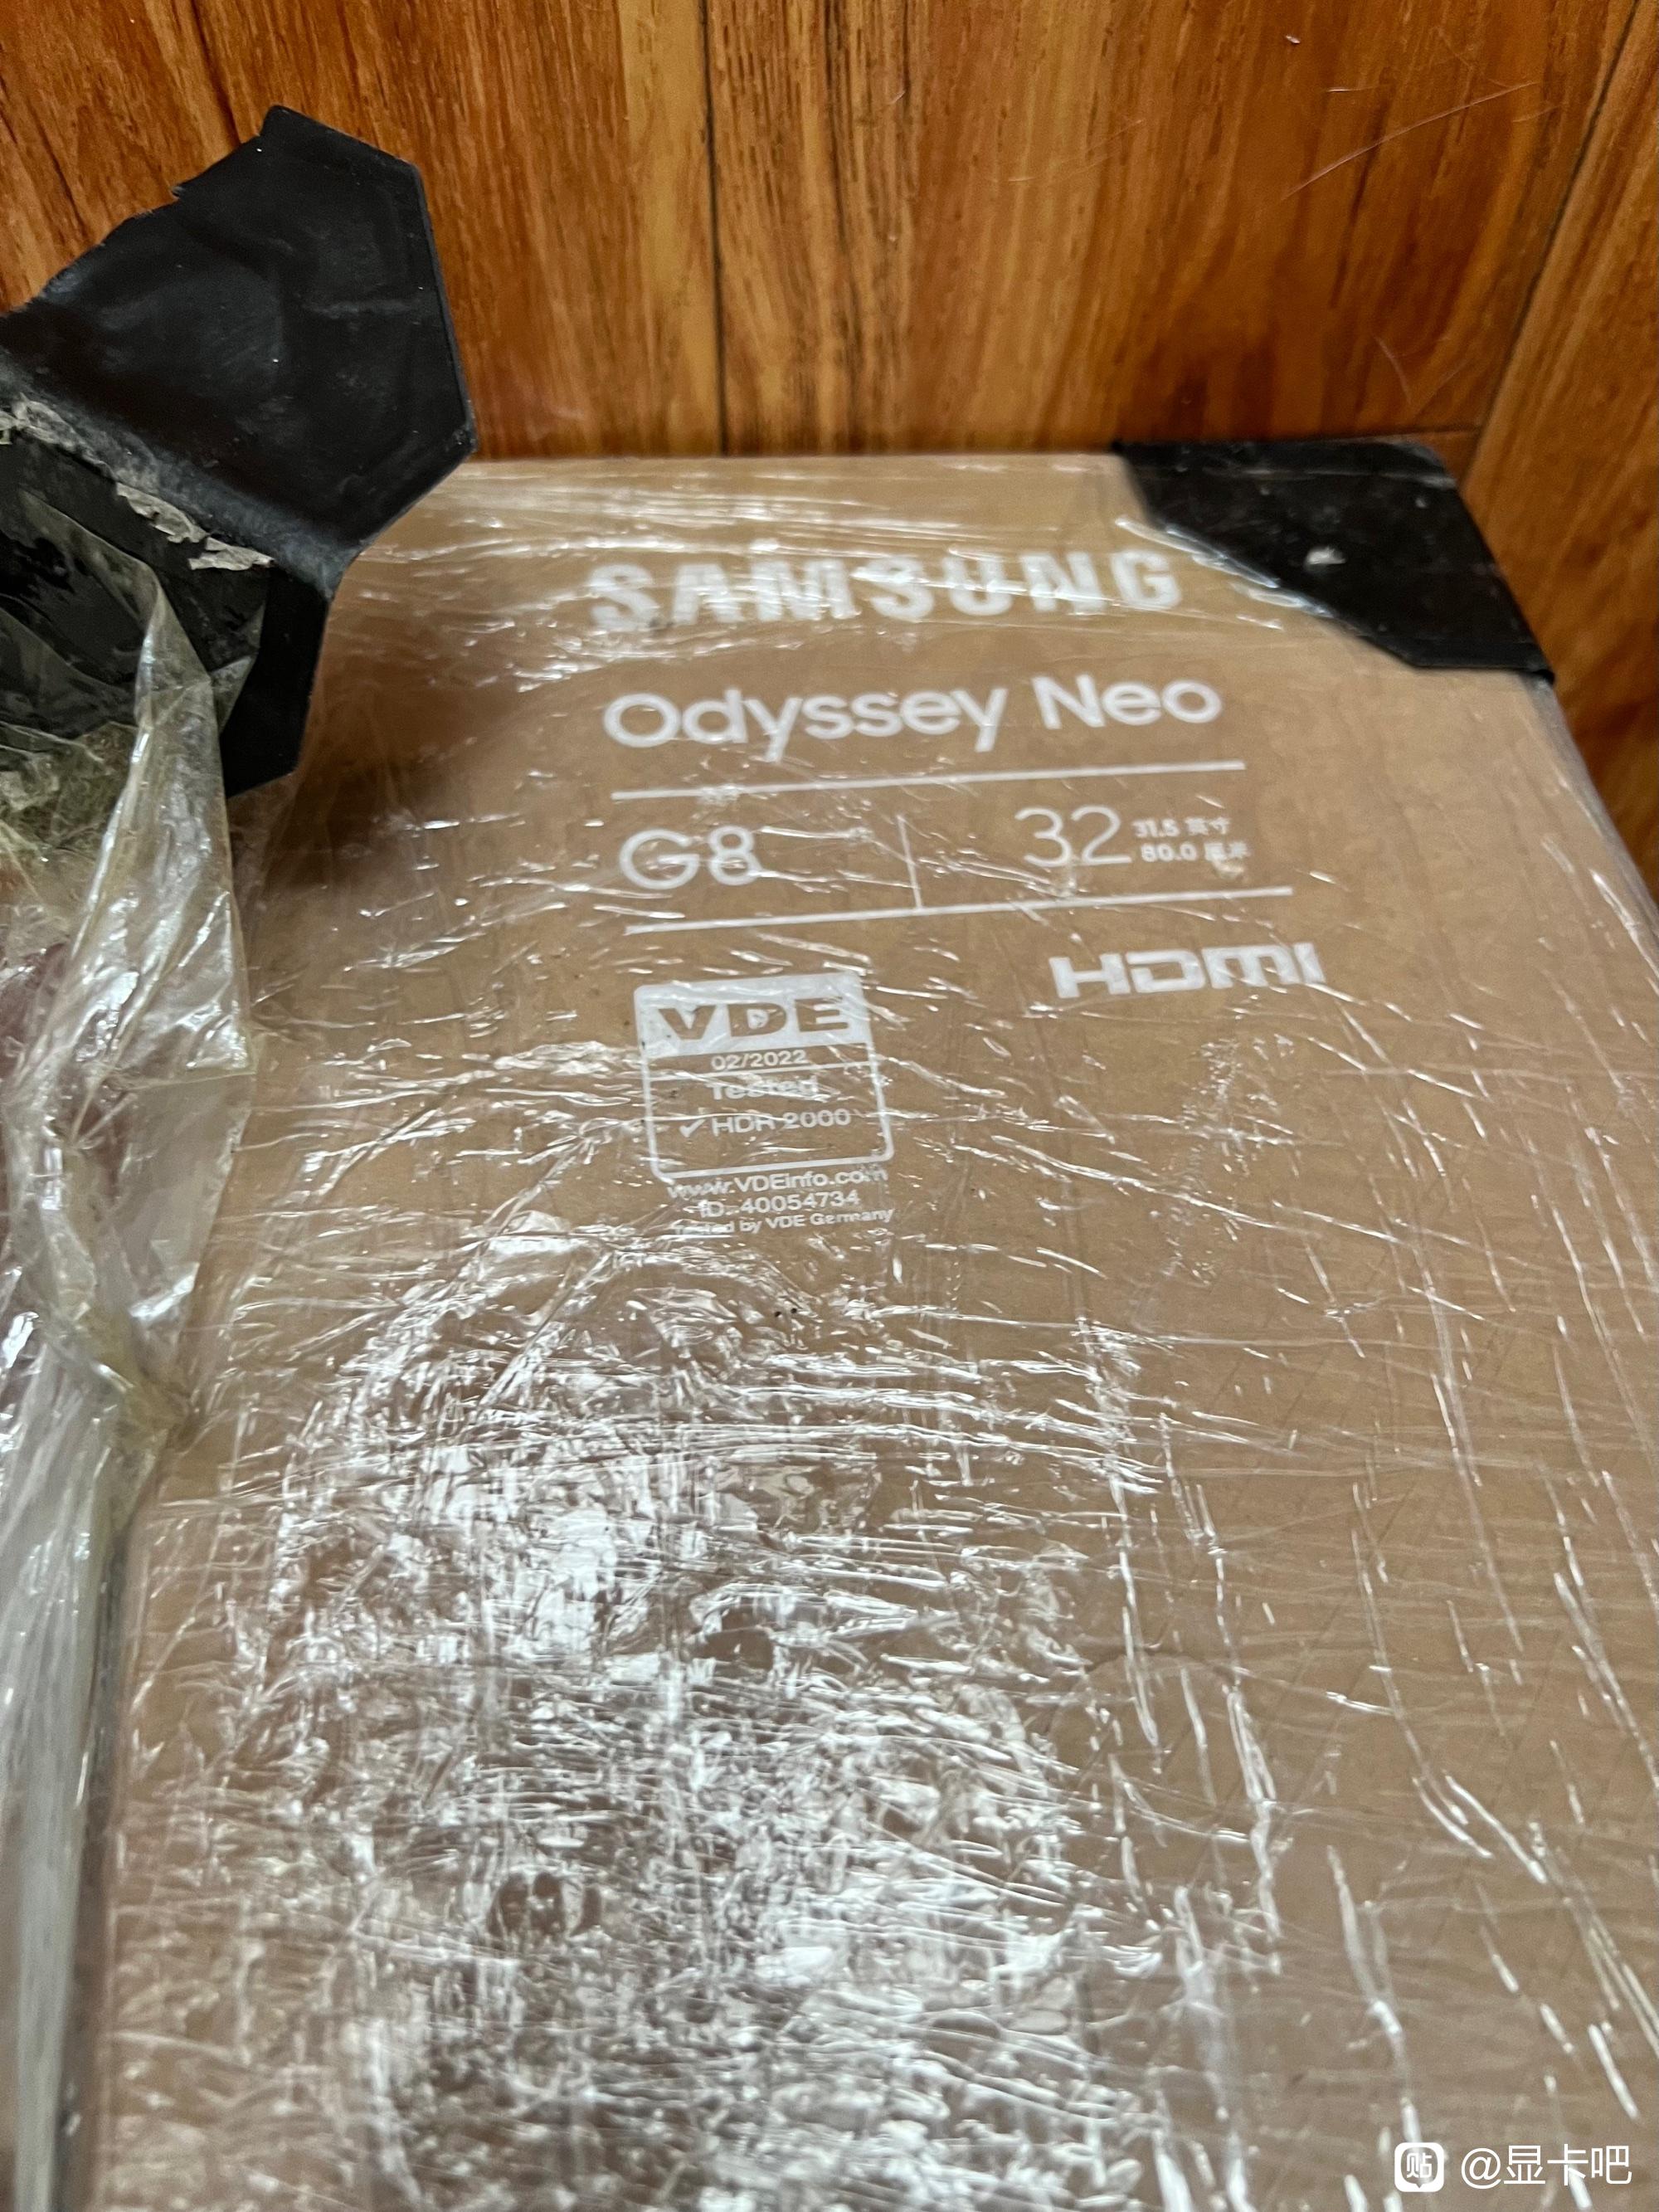 SAMSUNG
Odyssey Neo
G8
32 31.5 英寸
80.0 厘米
HDMI
VDE
02/2022
Tested
✓ HDR 2000
www.VDEinfo.com
ID. 40054734
Tested by VDE Germany
贴 @显卡吧